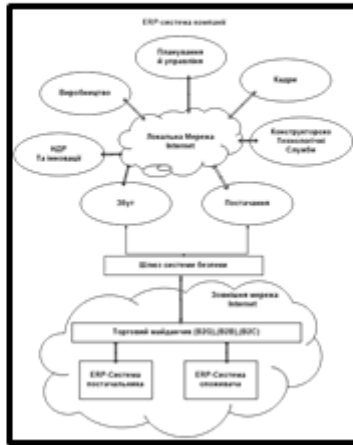 ERP-система компанії
Планування
й управління
Виробництво
Кадри
Локальна Мережа
Internet
НДР
Та інновації
Конструкторсько
Технологічні
Служби
Збут
Постачання
Шлюз системи безпеки
Зовнішня мережа
Internet
Торговий майданчик (B2G),(B2B),(B2C)
ERP-Система
постачальника
ERP-Система
споживача